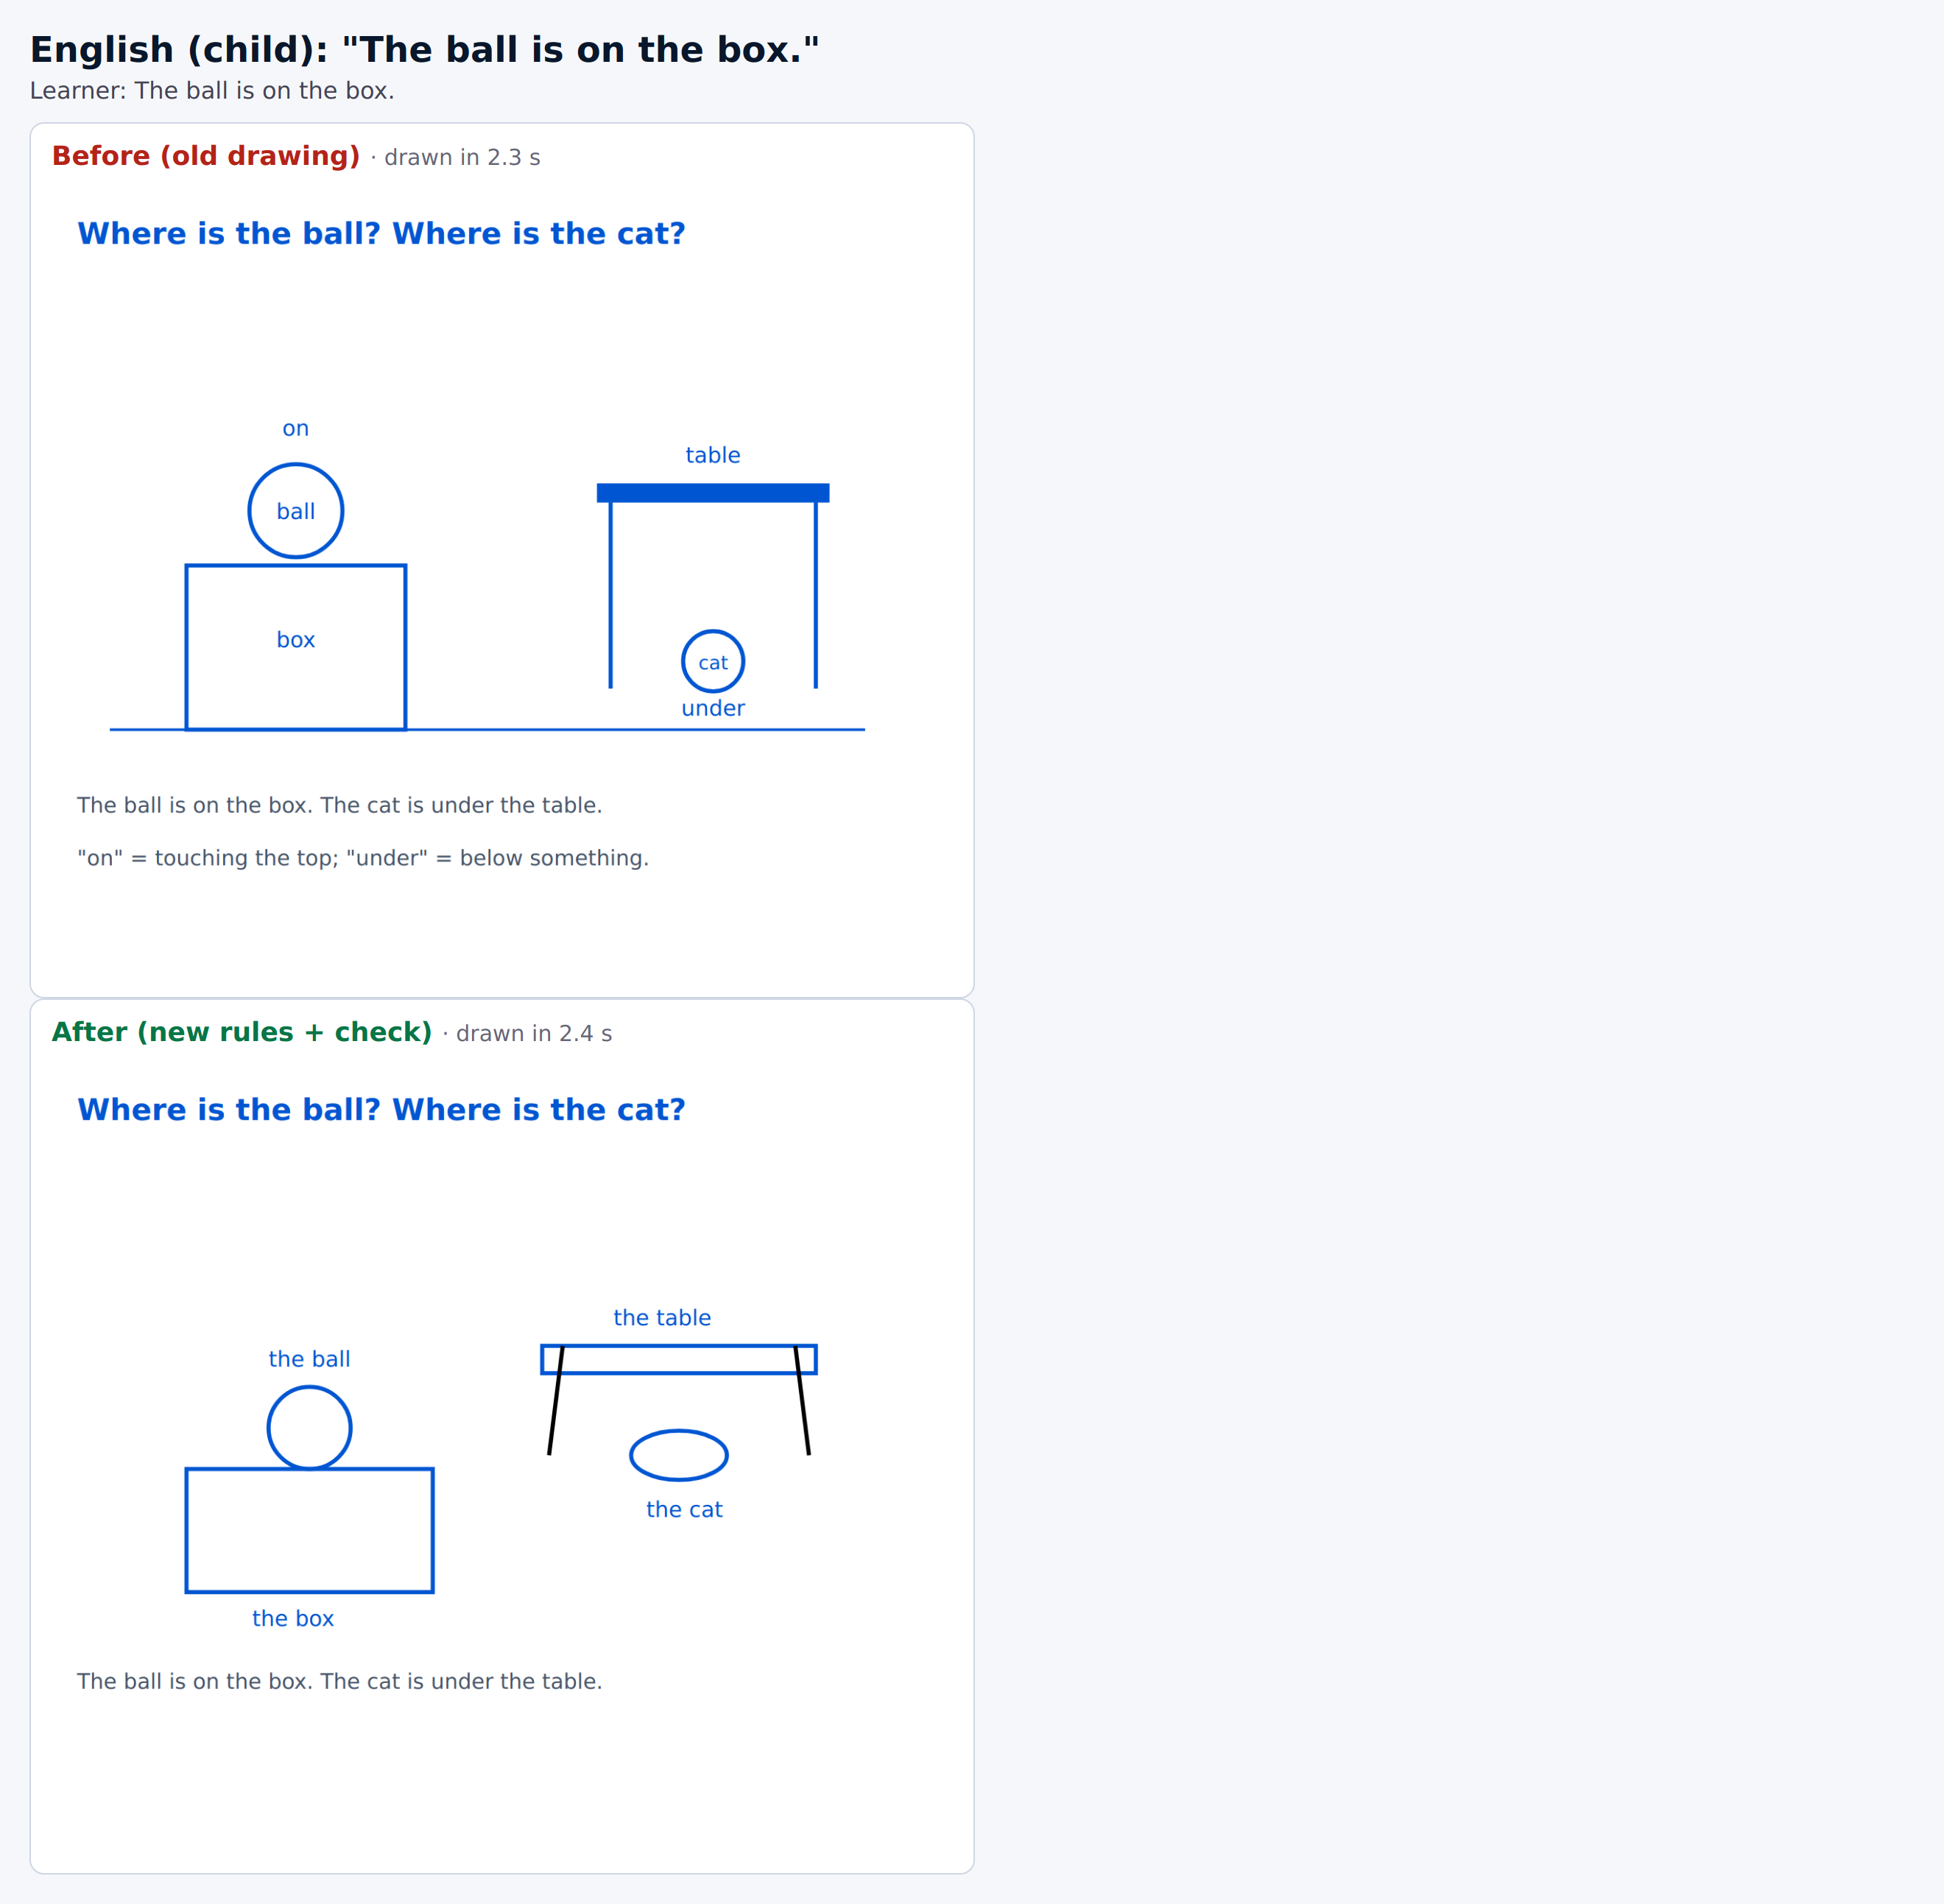 English (child): "The ball is on the box."
Learner: The ball is on the box.
Before (old drawing) · drawn in 2.3 s
Where is the ball? Where is the cat?
on
table
ball
box
cat
under
The ball is on the box. The cat is under the table.
"on" = touching the top; "under" = below something.
After (new rules + check) · drawn in 2.4 s
Where is the ball? Where is the cat?
the table
the ball
the cat
the box
The ball is on the box. The cat is under the table.